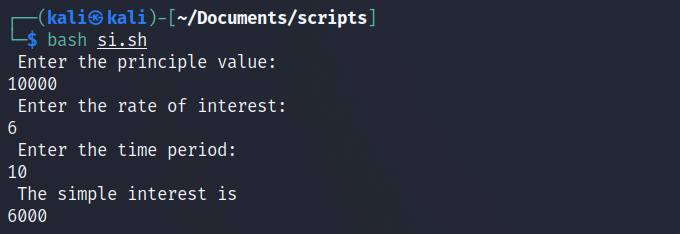 ┌──(kali㉿kali)-[~/Documents/scripts]
└─$ bash si.sh
 Enter the principle value:
10000
 Enter the rate of interest:
6
 Enter the time period:
10
 The simple interest is
6000